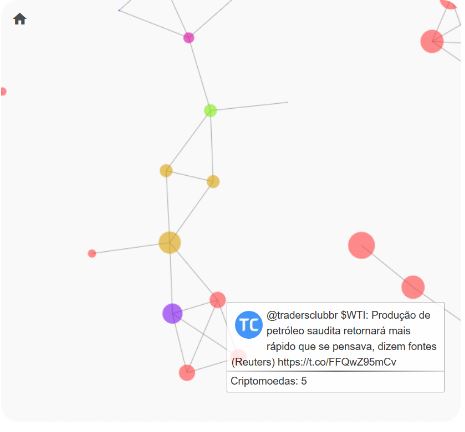 TC
@tradersclubbr $WTI: Produção de
petróleo saudita retornará mais
rápido que se pensava, dizem fontes
(Reuters) https://t.co/FFQwZ95mCv
Criptomoedas: 5